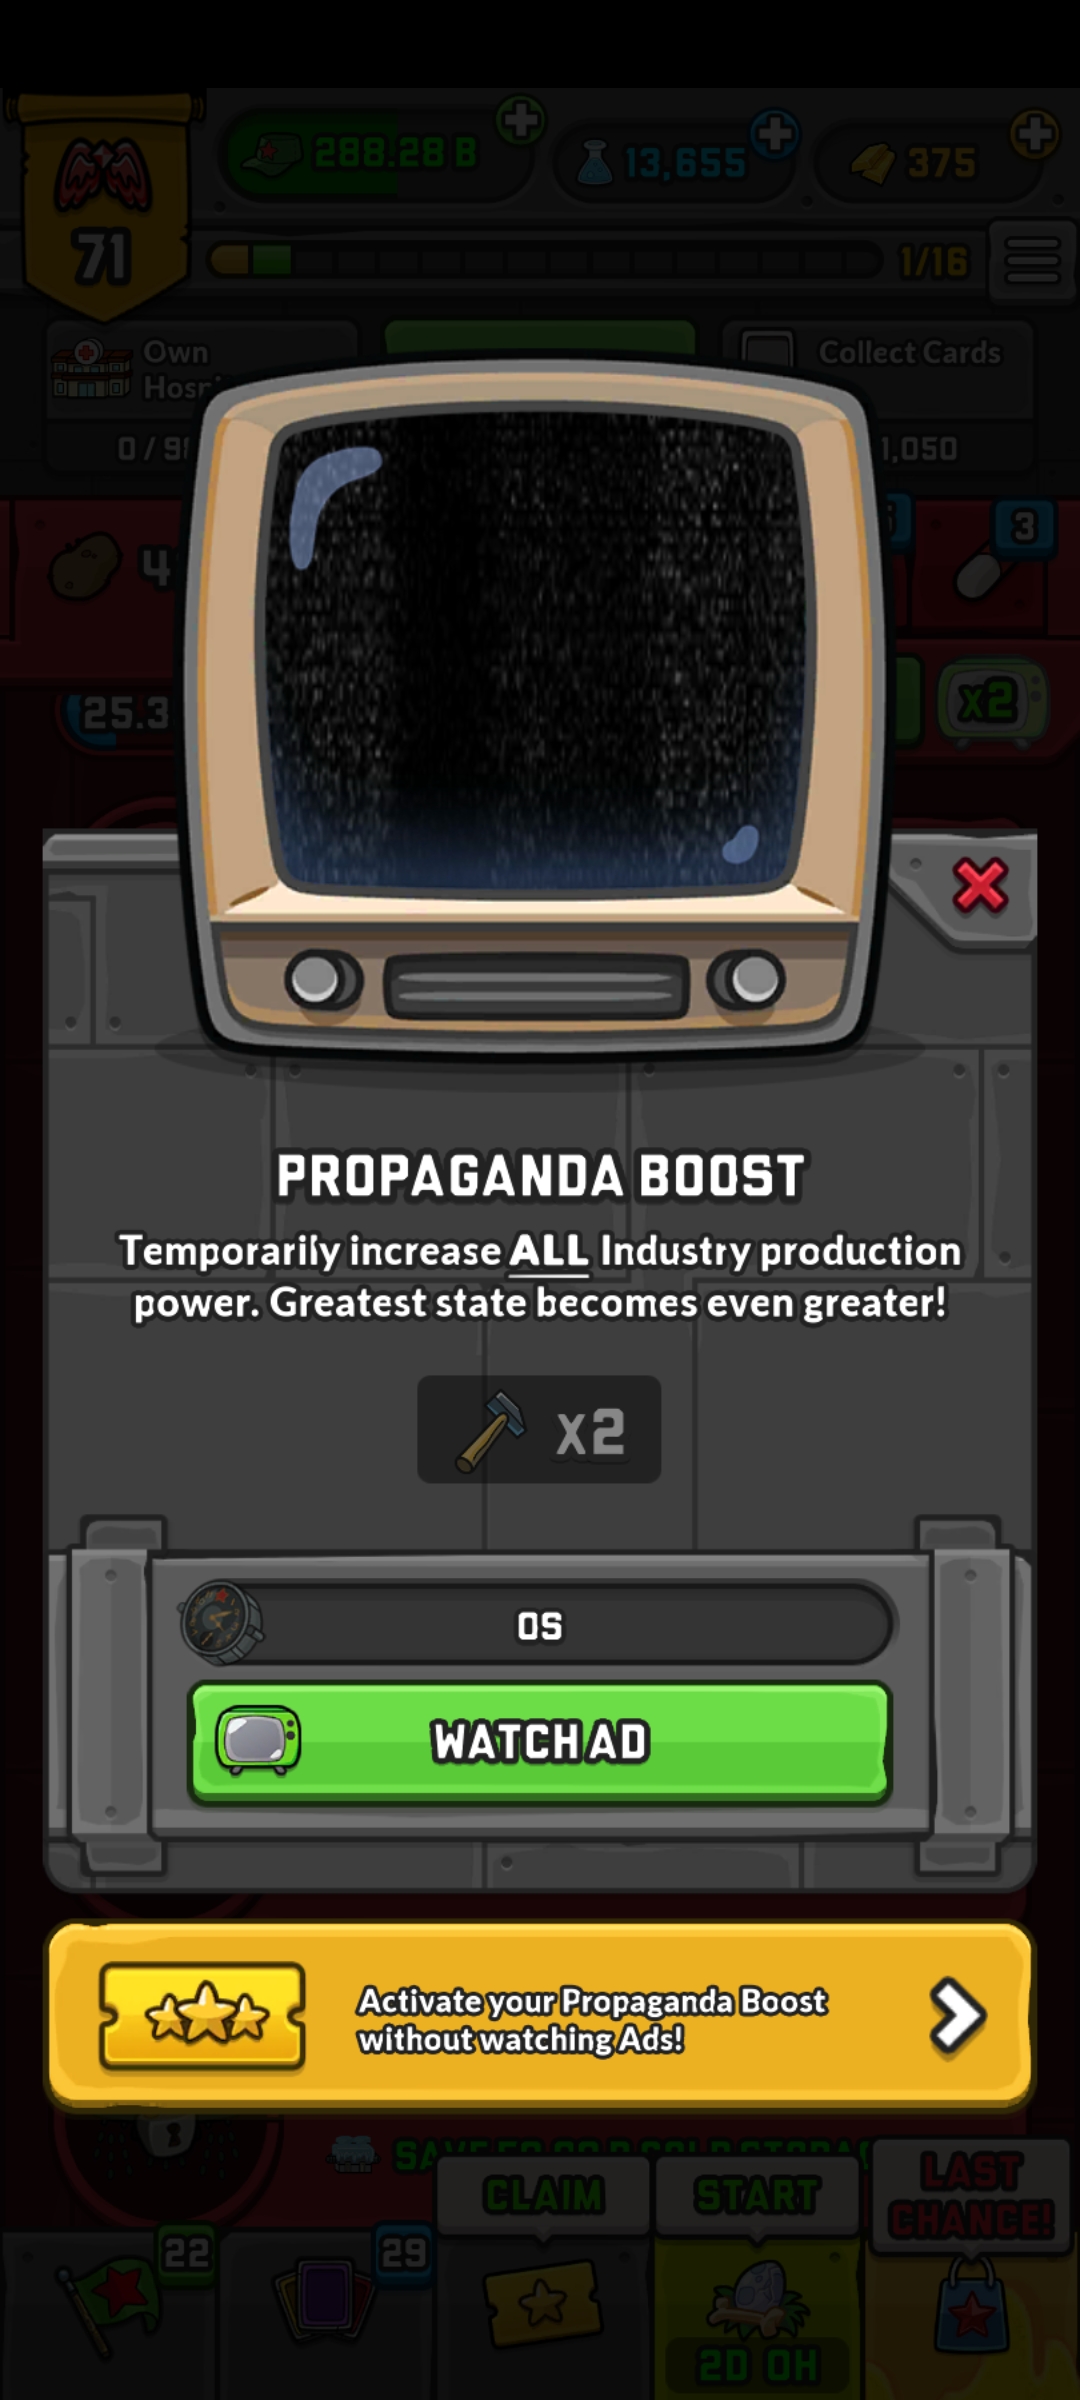 288.28 B
13,655
375
71
1/16
Own
Collect Cards
1,050
3
25.3
x2
PROPAGANDA BOOST
Temporarily increase ALL Industry production
power. Greatest state becomes even greater!
X2
0S
WATCH AD
Activate your Propaganda Boost
without watching Ads!
CLAIM
START
LAST
CHANCE!
22
29
2D 0H